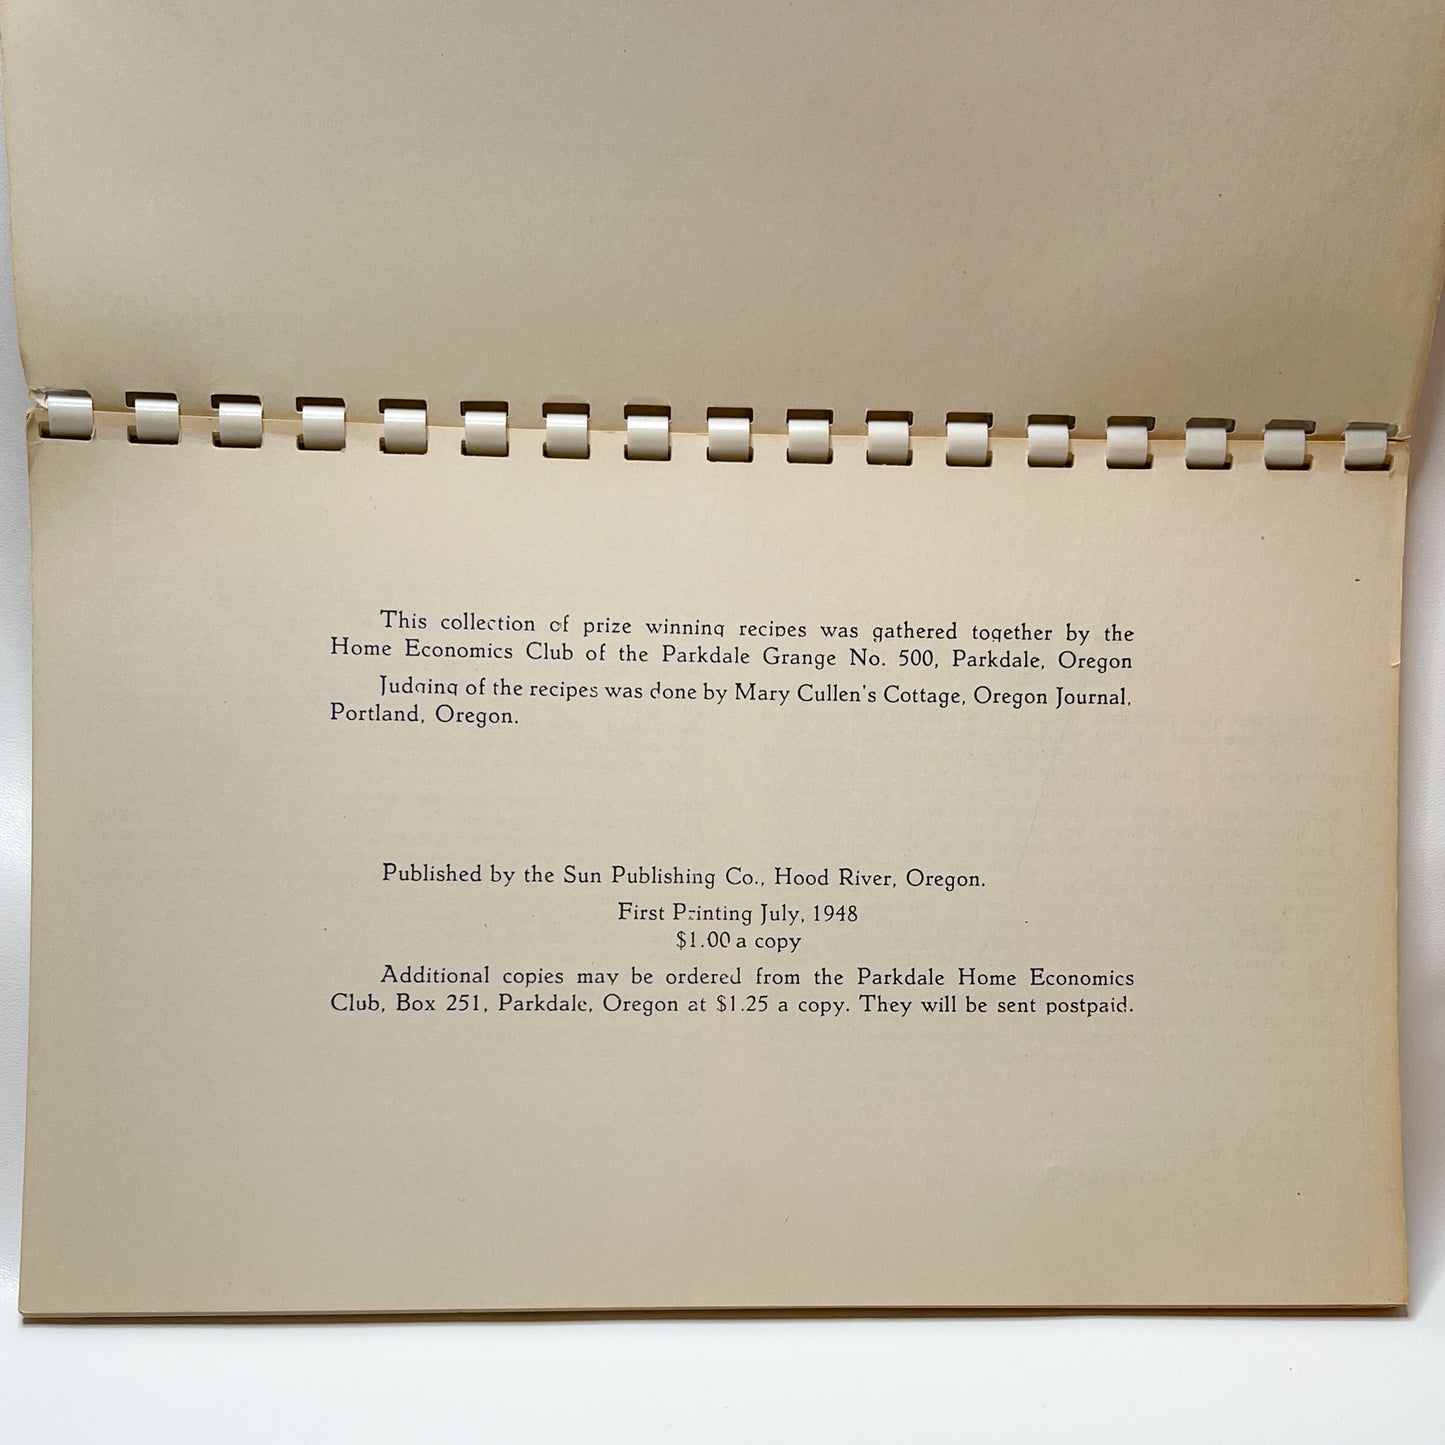 This collection of prize winning recipes was gathered together by the
Home Economics Club of the Parkdale Grange No. 500, Parkdale, Oregon
Judging of the recipes was done by Mary Cullen's Cottage, Oregon Journal,
Portland, Oregon.
Published by the Sun Publishing Co., Hood River, Oregon.
First Printing July, 1948
$1.00 a copy
Additional copies may be ordered from the Parkdale Home Economics
Club, Box 251, Parkdale, Oregon at $1.25 a copy. They will be sent postpaid.